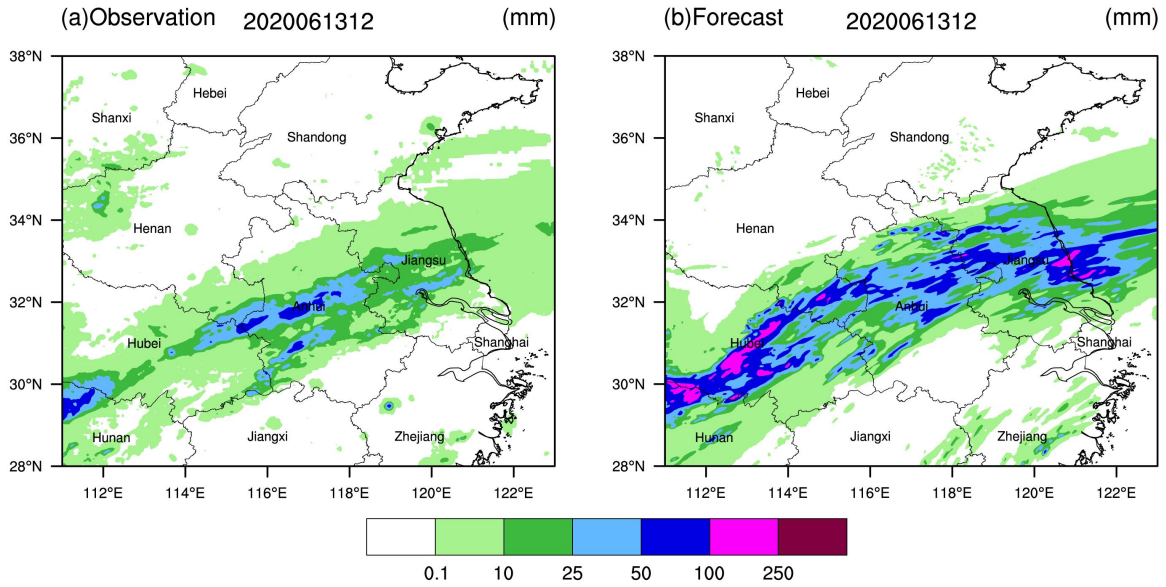 (a)Observation 2020061312 (mm)
(b)Forecast 2020061312 (mm)
38°N
36°N
34°N
32°N
30°N
28°N
112°E 114°E 116°E 118°E 120°E 122°E
Hebei
Shanxi
Shandong
Henan
Jiangsu
Anhui
Hubei
Shanghai
Hunan
Jiangxi
Zhejiang
38°N
36°N
34°N
32°N
30°N
28°N
112°E 114°E 116°E 118°E 120°E 122°E
Hebei
Shanxi
Shandong
Henan
Jiangsu
Anhui
Hubei
Shanghai
Hunan
Jiangxi
Zhejiang
0.1 10 25 50 100 250